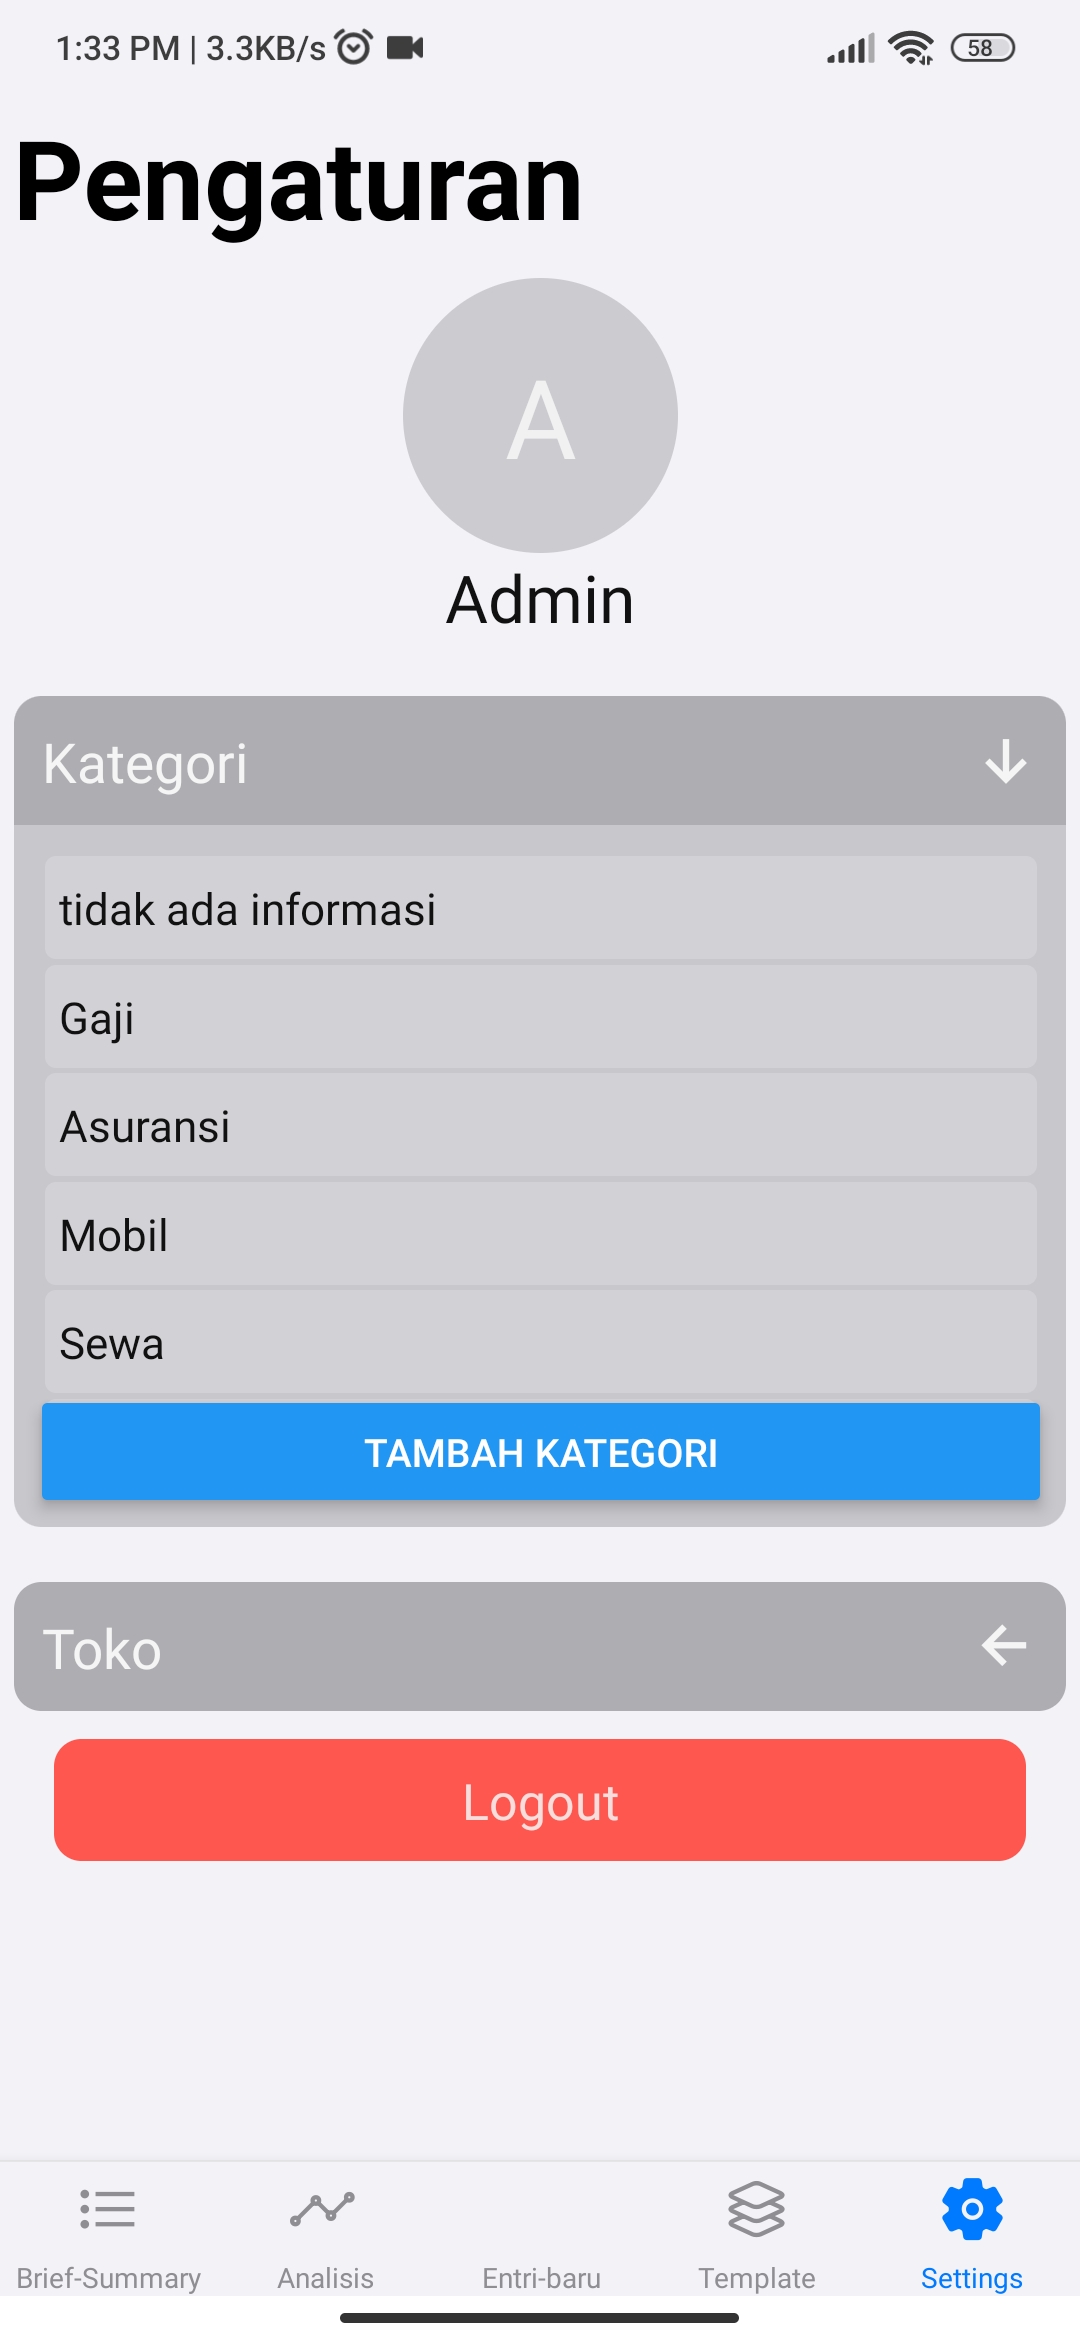 1:33 PM | 3.3KB/s
58
Pengaturan
A
Admin
Kategori
tidak ada informasi
Gaji
Asuransi
Mobil
Sewa
TAMBAH KATEGORI
Toko
Logout
Brief-Summary
Analisis
Entri-baru
Template
Settings